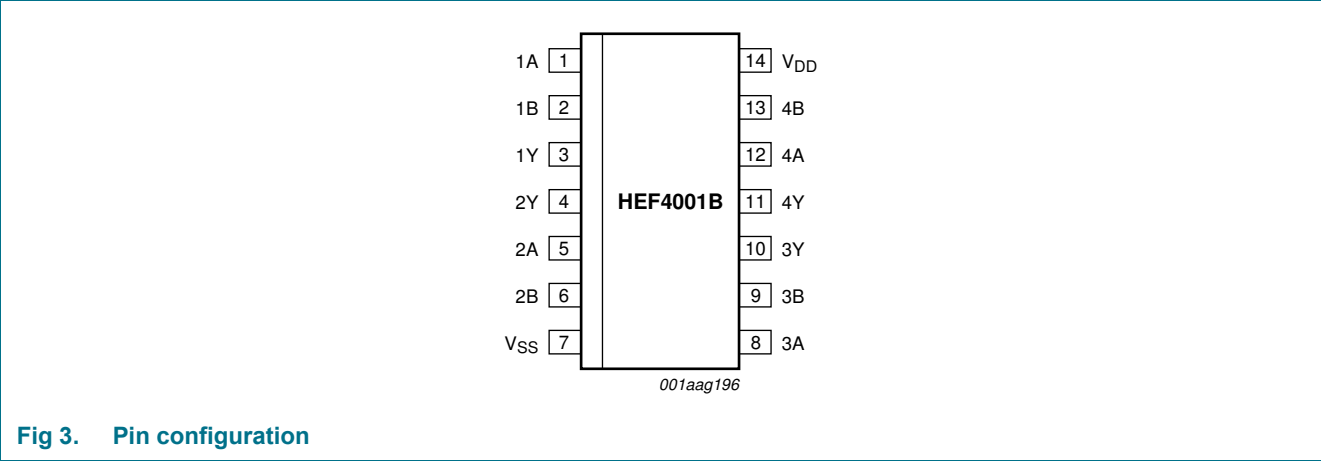 1A 1 14 VDD
1B 2 13 4B
1Y 3 12 4A
2Y 4 HEF4001B 11 4Y
2A 5 10 3Y
2B 6 9 3B
VSS 7 8 3A
001aag196
Fig 3. Pin configuration